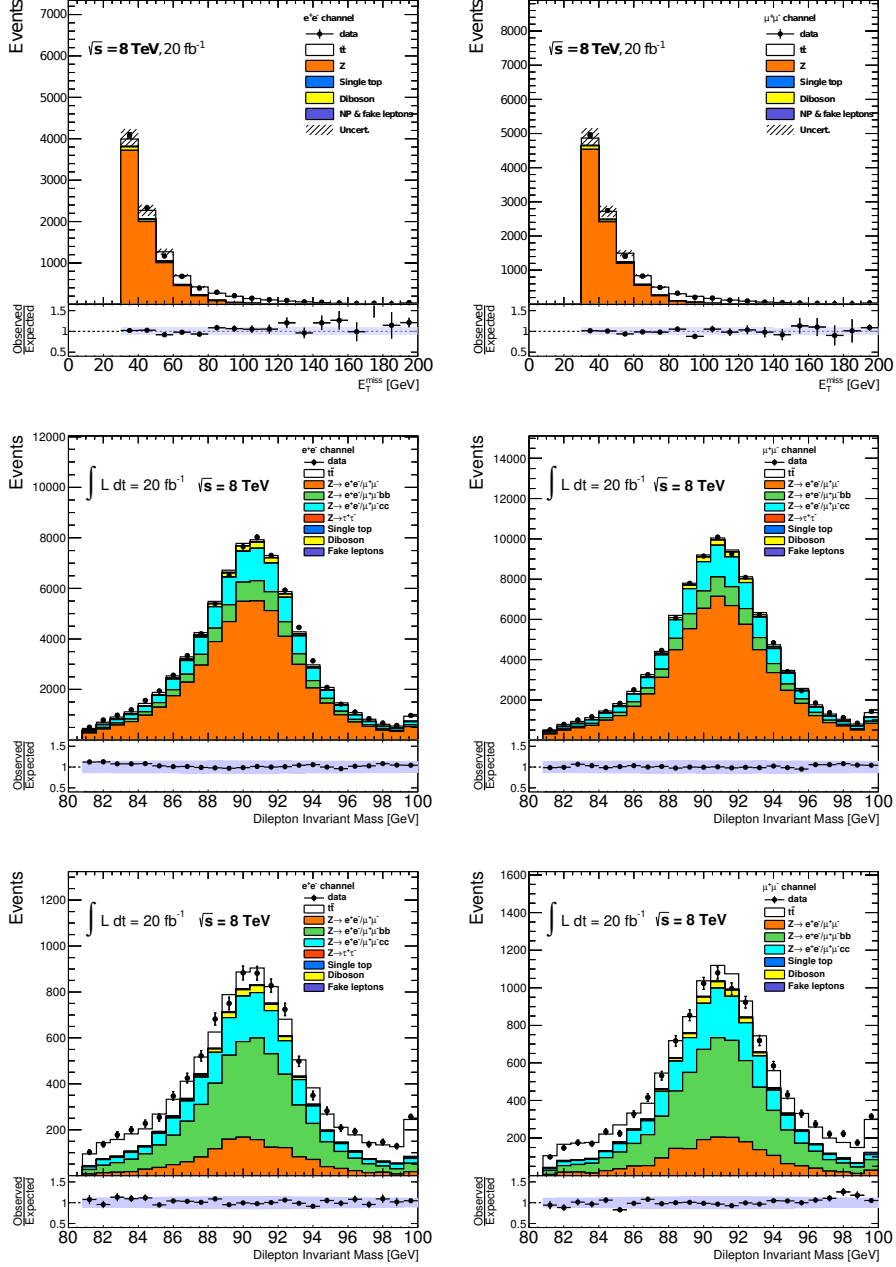 Events
7000
6000
5000
4000
3000
2000
1000
e⁺e⁻ channel
data
tt̄
Z
Single top
Diboson
NP & fake leptons
Uncert.
√s = 8 TeV, 20 fb⁻¹
Observed
Expected
1.5
1
0.5
0 20 40 60 80 100 120 140 160 180 200
E_T^miss [GeV]
Events
8000
7000
6000
5000
4000
3000
2000
1000
μ⁺μ⁻ channel
data
tt̄
Z
Single top
Diboson
NP & fake leptons
Uncert.
√s = 8 TeV, 20 fb⁻¹
Observed
Expected
1.5
1
0.5
0 20 40 60 80 100 120 140 160 180 200
E_T^miss [GeV]
Events
12000
10000
8000
6000
4000
2000
e⁺e⁻ channel
data
tt̄
Z→ e⁺e⁻/μ⁺μ⁻
Z→ e⁺e⁻/μ⁺μ⁻bb
Z→ e⁺e⁻/μ⁺μ⁻cc
Z→τ⁺τ⁻
Single top
Diboson
Fake leptons
∫ L dt = 20 fb⁻¹ √s = 8 TeV
Observed
Expected
1.5
1
0.5
80 82 84 86 88 90 92 94 96 98 100
Dilepton Invariant Mass [GeV]
Events
14000
12000
10000
8000
6000
4000
2000
μ⁺μ⁻ channel
data
tt̄
Z→ e⁺e⁻/μ⁺μ⁻
Z→ e⁺e⁻/μ⁺μ⁻bb
Z→ e⁺e⁻/μ⁺μ⁻cc
Z→τ⁺τ⁻
Single top
Diboson
Fake leptons
∫ L dt = 20 fb⁻¹ √s = 8 TeV
Observed
Expected
1.5
1
0.5
80 82 84 86 88 90 92 94 96 98 100
Dilepton Invariant Mass [GeV]
Events
1200
1000
800
600
400
200
e⁺e⁻ channel
data
tt̄
Z→ e⁺e⁻/μ⁺μ⁻
Z→ e⁺e⁻/μ⁺μ⁻bb
Z→ e⁺e⁻/μ⁺μ⁻cc
Z→τ⁺τ⁻
Single top
Diboson
Fake leptons
∫ L dt = 20 fb⁻¹ √s = 8 TeV
Observed
Expected
1.5
1
0.5
80 82 84 86 88 90 92 94 96 98 100
Dilepton Invariant Mass [GeV]
Events
1600
1400
1200
1000
800
600
400
200
μ⁺μ⁻ channel
data
tt̄
Z→ e⁺e⁻/μ⁺μ⁻
Z→ e⁺e⁻/μ⁺μ⁻bb
Z→ e⁺e⁻/μ⁺μ⁻cc
Single top
Diboson
Fake leptons
∫ L dt = 20 fb⁻¹ √s = 8 TeV
Observed
Expected
1.5
1
0.5
80 82 84 86 88 90 92 94 96 98 100
Dilepton Invariant Mass [GeV]